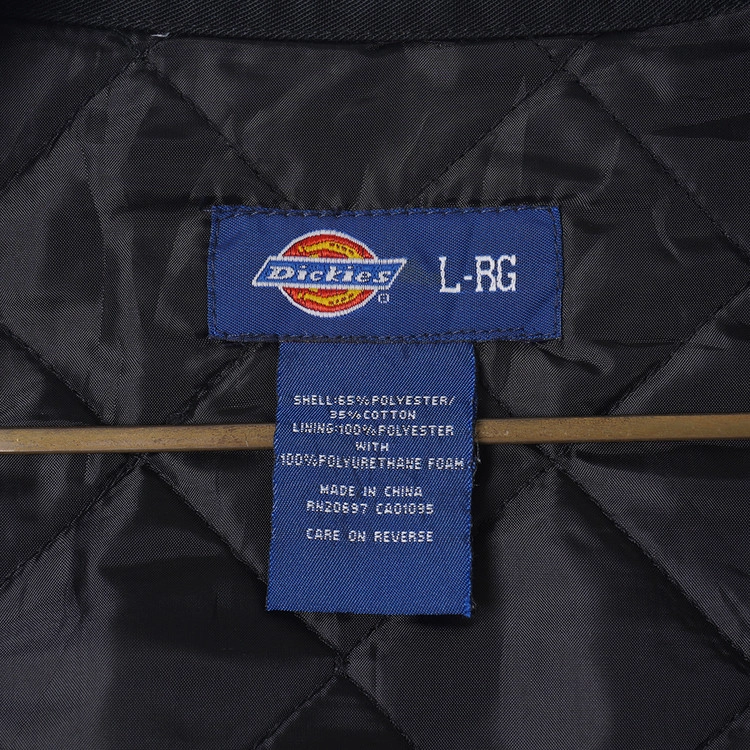 Dickies ®
L-RG
SHELL:65%POLYESTER/
35%COTTON
LINING:100%POLYESTER
WITH
100%POLYURETHANE FOAM
MADE IN CHINA
RN20697 CA01095
CARE ON REVERSE